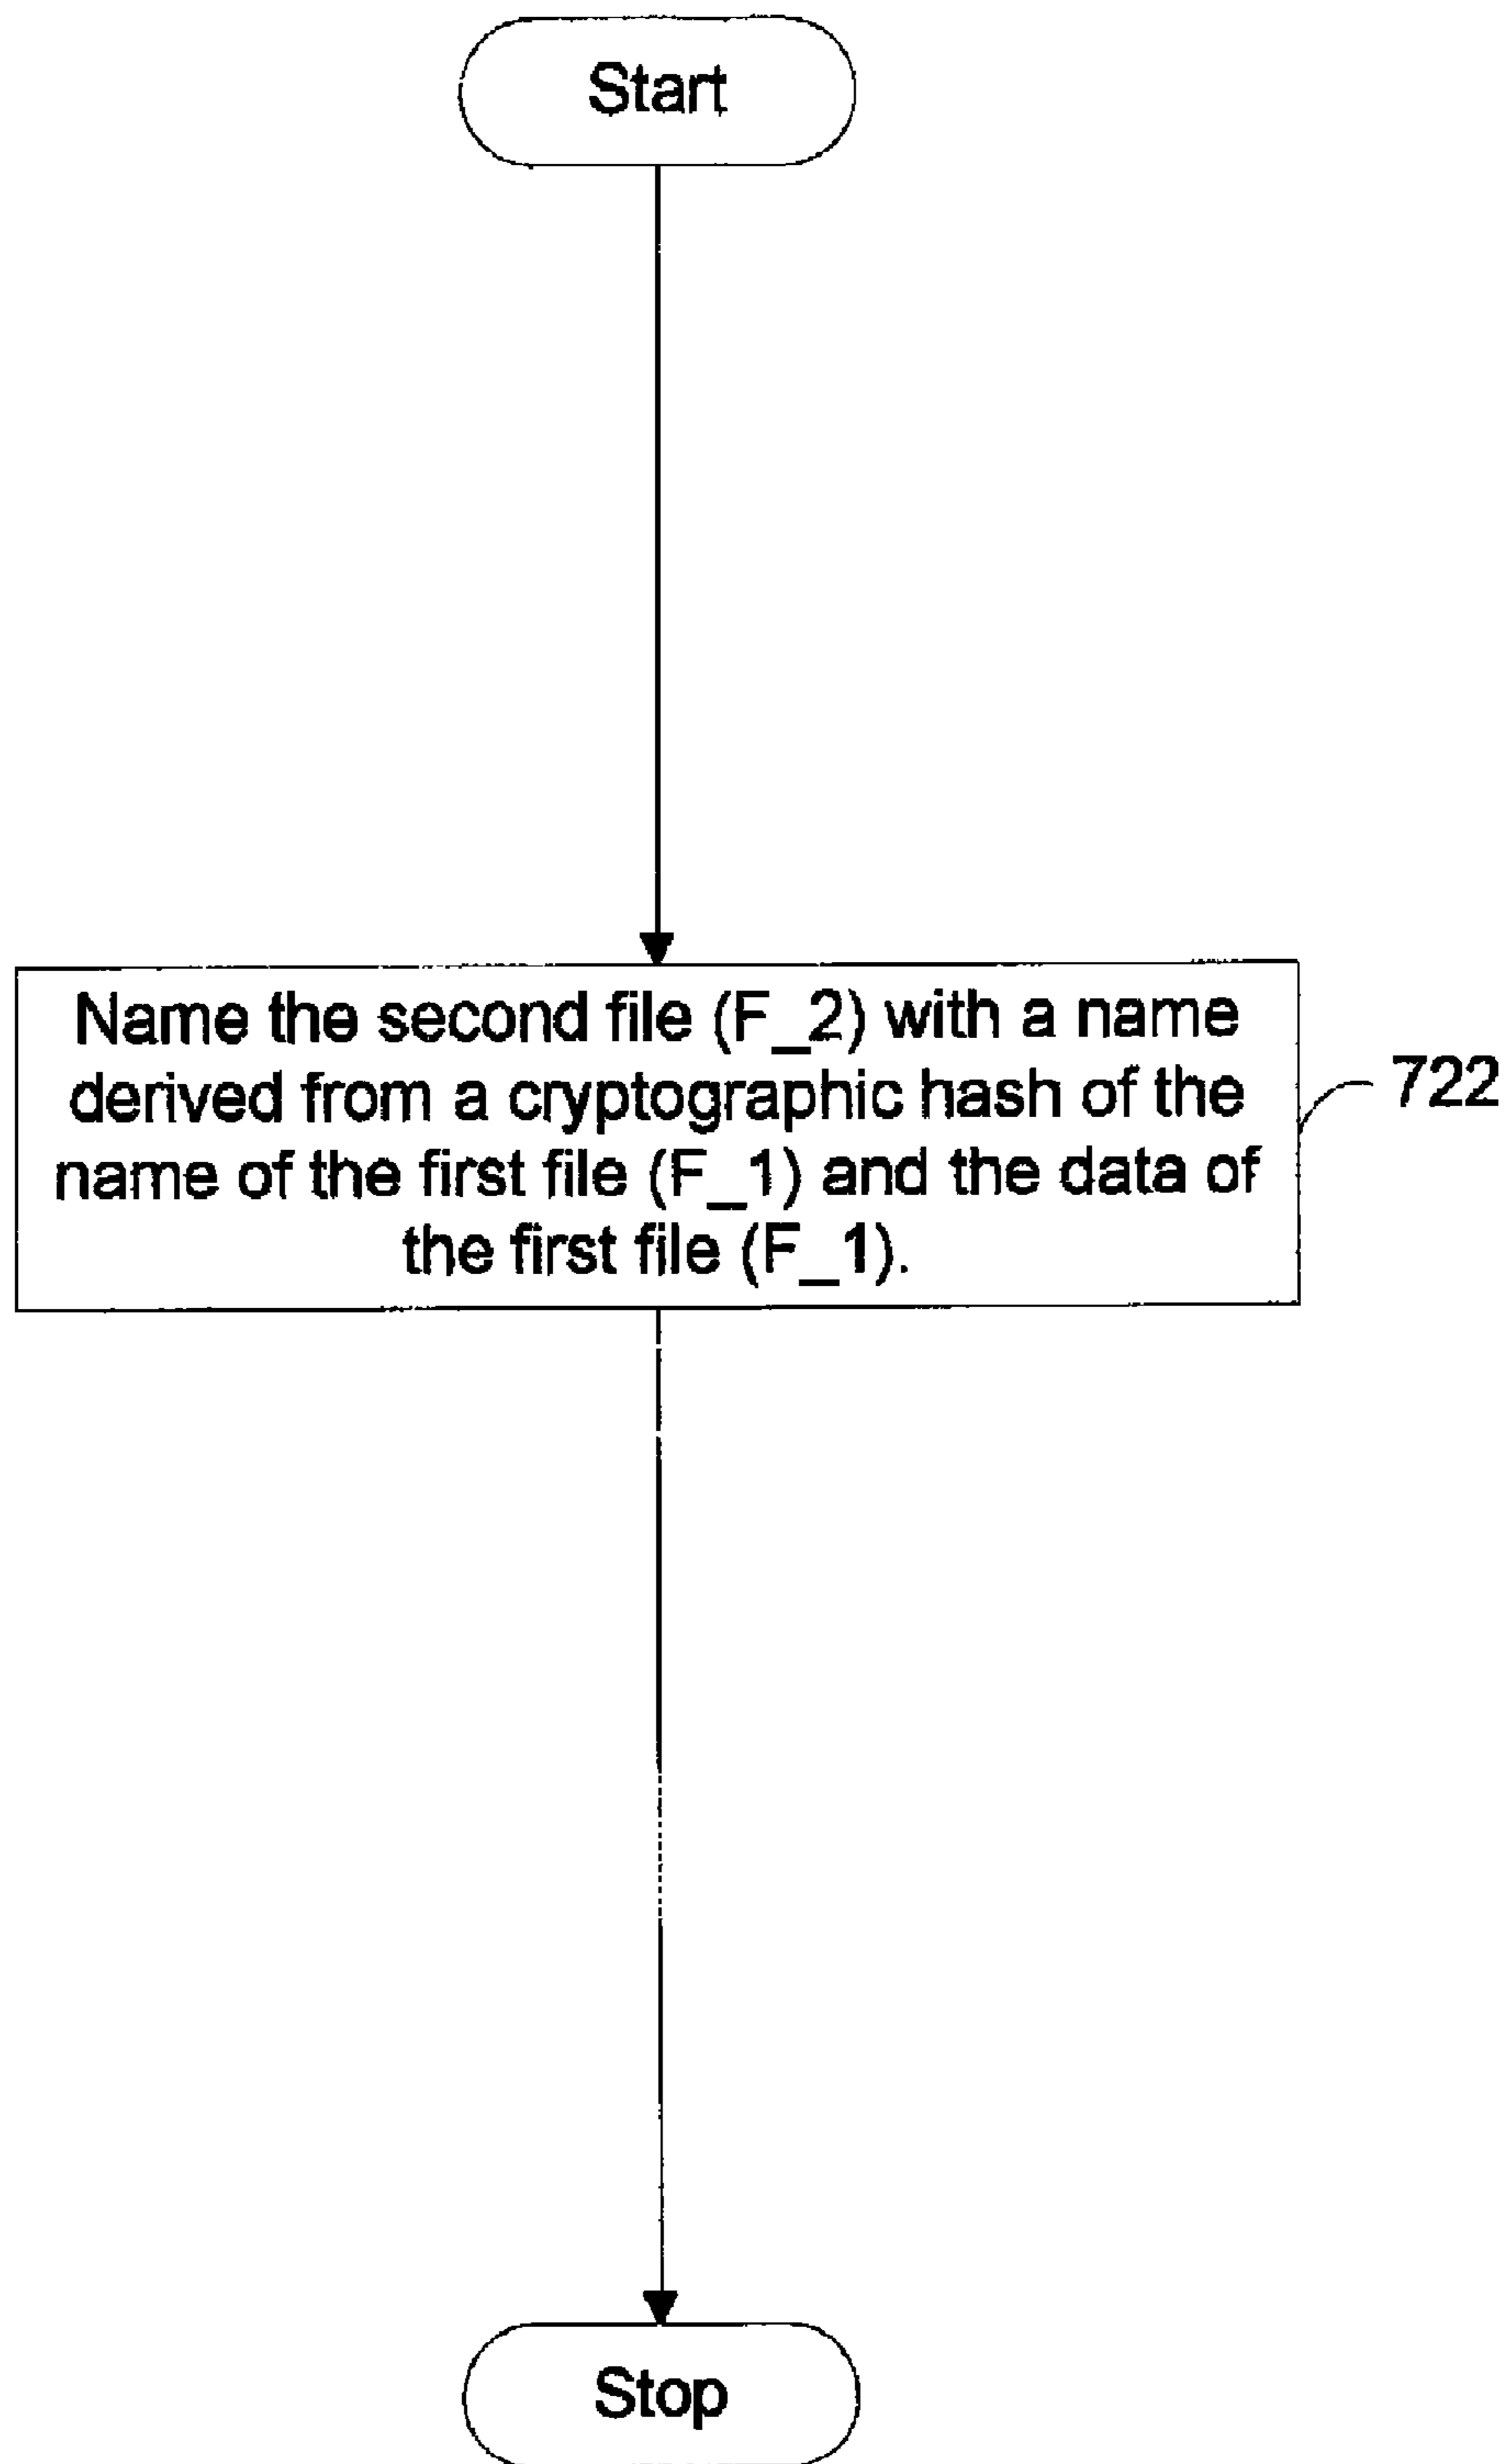 Start
Name the second file (F_2) with a name
derived from a cryptographic hash of the
name of the first file (F_1) and the data of
the first file (F_1).
722
Stop